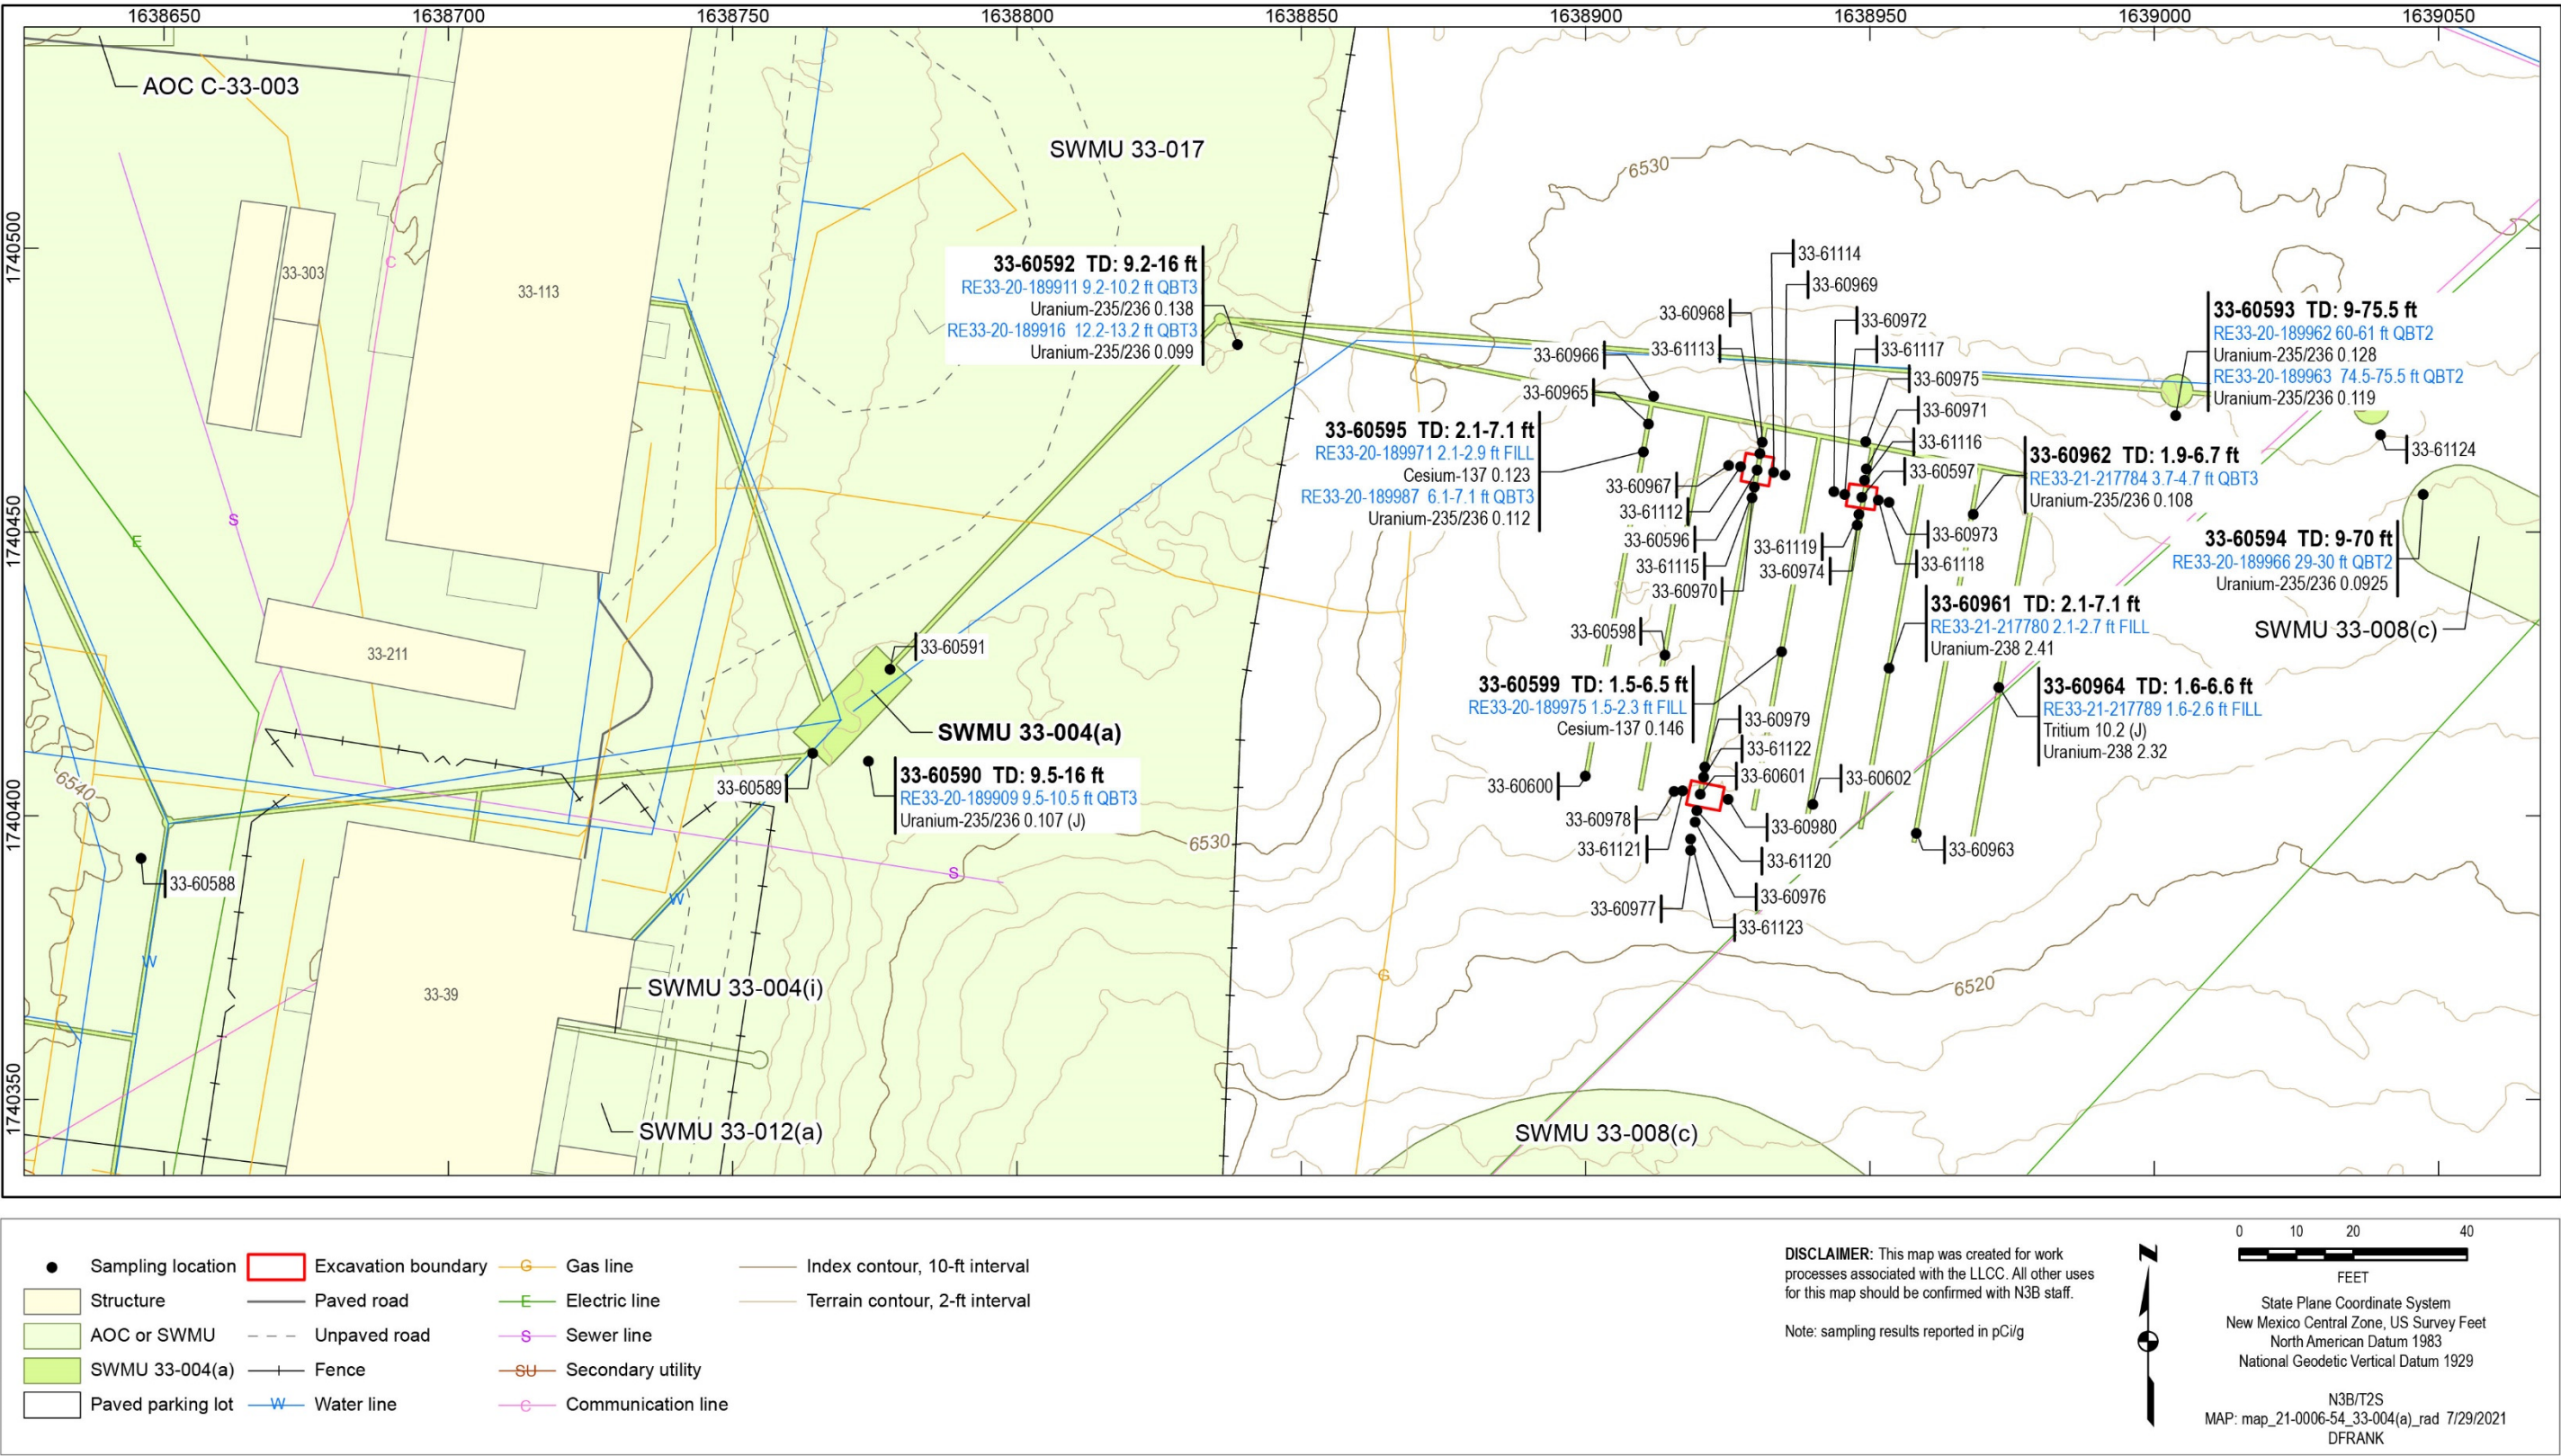 1638650
1638700
1638750
1638800
1638850
1638900
1638950
1639000
1639050
1740500
1740450
1740400
1740350
AOC C-33-003
SWMU 33-017
33-303
33-113
C
S
E
33-211
6540
33-39
W
W
S
G
6530
6530
6520
33-60592 TD: 9.2-16 ft
RE33-20-189911 9.2-10.2 ft QBT3
Uranium-235/236 0.138
RE33-20-189916 12.2-13.2 ft QBT3
Uranium-235/236 0.099
33-60591
SWMU 33-004(a)
33-60589
33-60590 TD: 9.5-16 ft
RE33-20-189909 9.5-10.5 ft QBT3
Uranium-235/236 0.107 (J)
33-60588
SWMU 33-004(i)
SWMU 33-012(a)
33-61114
33-60969
33-60968
33-60972
33-61113
33-61117
33-60966
33-60975
33-60965
33-60971
33-61116
33-60597
33-60595 TD: 2.1-7.1 ft
RE33-20-189971 2.1-2.9 ft FILL
Cesium-137 0.123
RE33-20-189987 6.1-7.1 ft QBT3
Uranium-235/236 0.112
33-60967
33-61112
33-60596
33-61115
33-60970
33-61119
33-60974
33-60973
33-61118
33-60593 TD: 9-75.5 ft
RE33-20-189962 60-61 ft QBT2
Uranium-235/236 0.128
RE33-20-189963 74.5-75.5 ft QBT2
Uranium-235/236 0.119
33-61124
33-60962 TD: 1.9-6.7 ft
RE33-21-217784 3.7-4.7 ft QBT3
Uranium-235/236 0.108
33-60594 TD: 9-70 ft
RE33-20-189966 29-30 ft QBT2
Uranium-235/236 0.0925
SWMU 33-008(c)
33-60961 TD: 2.1-7.1 ft
RE33-21-217780 2.1-2.7 ft FILL
Uranium-238 2.41
33-60964 TD: 1.6-6.6 ft
RE33-21-217789 1.6-2.6 ft FILL
Tritium 10.2 (J)
Uranium-238 2.32
33-60598
33-60599 TD: 1.5-6.5 ft
RE33-20-189975 1.5-2.3 ft FILL
Cesium-137 0.146
33-60979
33-61122
33-60601
33-60602
33-60600
33-60978
33-60980
33-61121
33-61120
33-60963
33-60976
33-60977
33-61123
SWMU 33-008(c)
Sampling location
Structure
AOC or SWMU
SWMU 33-004(a)
Paved parking lot
Excavation boundary
Paved road
Unpaved road
Fence
W Water line
G Gas line
E Electric line
S Sewer line
SU Secondary utility
C Communication line
Index contour, 10-ft interval
Terrain contour, 2-ft interval
DISCLAIMER: This map was created for work
processes associated with the LLCC. All other uses
for this map should be confirmed with N3B staff.
Note: sampling results reported in pCi/g
N
0 10 20 40
FEET
State Plane Coordinate System
New Mexico Central Zone, US Survey Feet
North American Datum 1983
National Geodetic Vertical Datum 1929
N3B/T2S
MAP: map_21-0006-54_33-004(a)_rad 7/29/2021
DFRANK